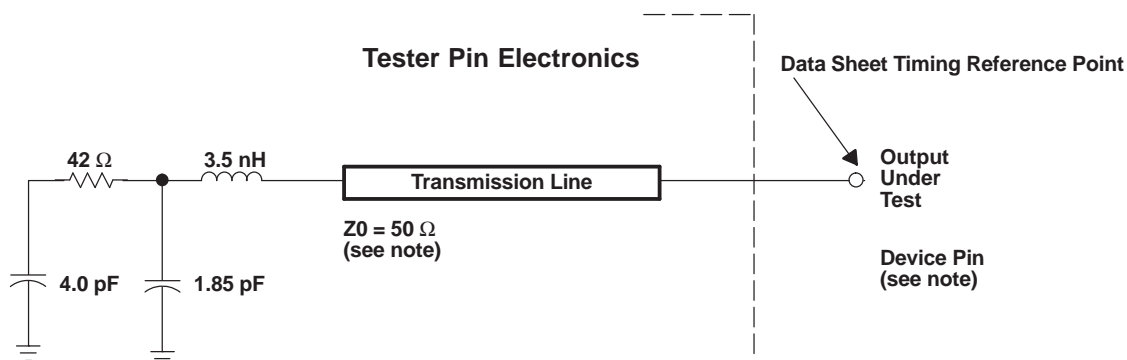 Tester Pin Electronics
Data Sheet Timing Reference Point
42 Ω
3.5 nH
Transmission Line
Output
Under
Test
Z0 = 50 Ω
(see note)
Device Pin
(see note)
4.0 pF
1.85 pF